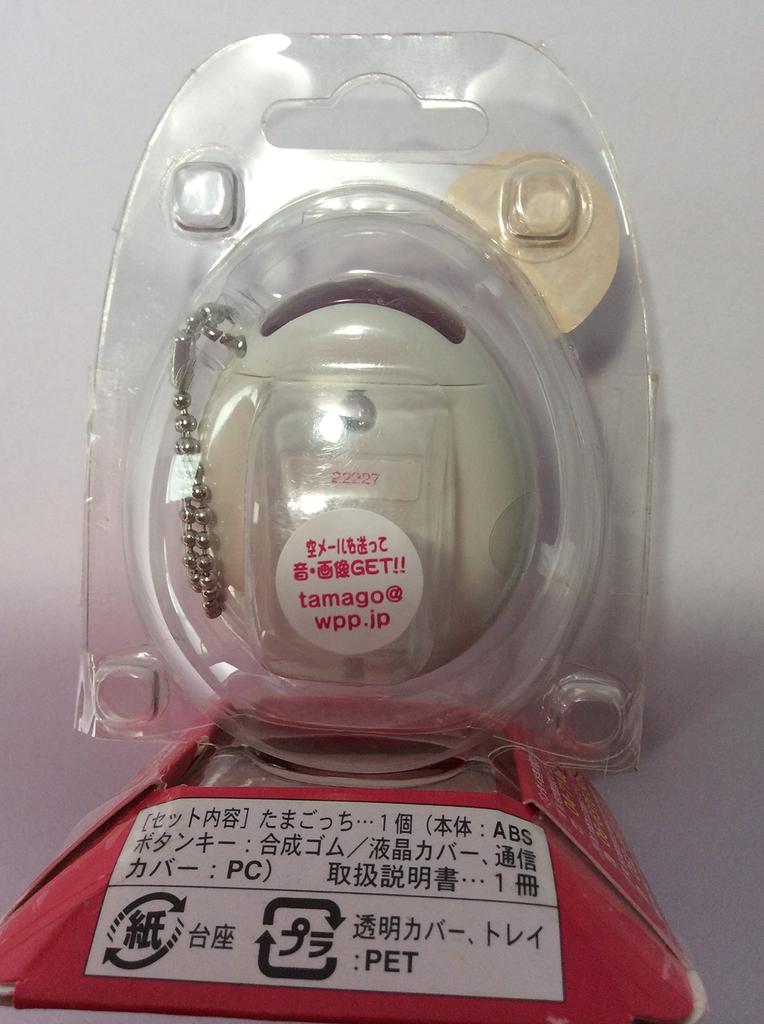 22227
空メールを送って
音・画像GET!!
tamago@
wpp.jp
[セット内容] たまごっち…1個 (本体:ABS
ボタンキー:合成ゴム/液晶カバー、通信
カバー:PC) 取扱説明書…1冊
紙 台座
プラ 透明カバー、トレイ
:PET